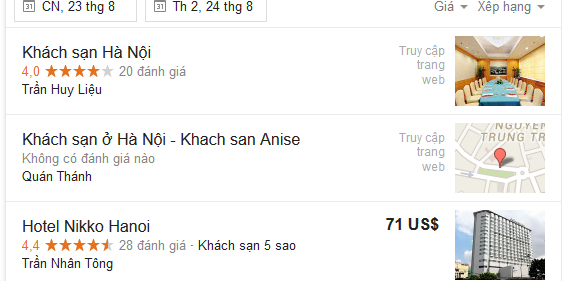 CN, 23 thg 8
Th 2, 24 thg 8
Giá
Xếp hạng
Khách sạn Hà Nội
4,0 20 đánh giá
Trần Huy Liệu
Truy cập
trang
web
Khách sạn ở Hà Nội - Khach san Anise
Không có đánh giá nào
Quán Thánh
Truy cập
trang
web
NGUYEN
TRUNG TR
Hotel Nikko Hanoi
4,4 28 đánh giá · Khách sạn 5 sao
Trần Nhân Tông
71 US$